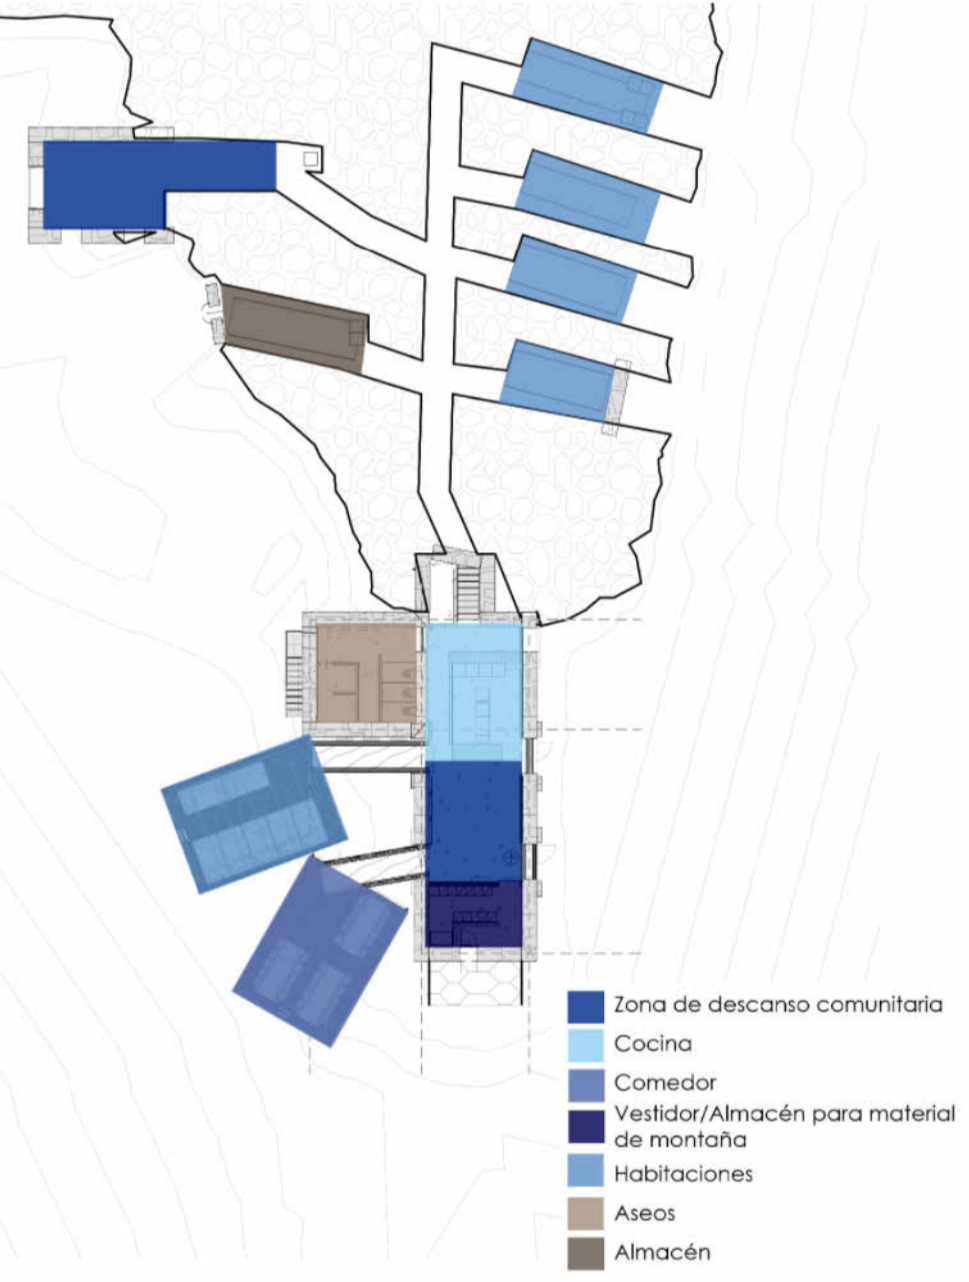 Zona de descanso comunitaria
Cocina
Comedor
Vestidor/Almacén para material
de montaña
Habitaciones
Aseos
Almacén